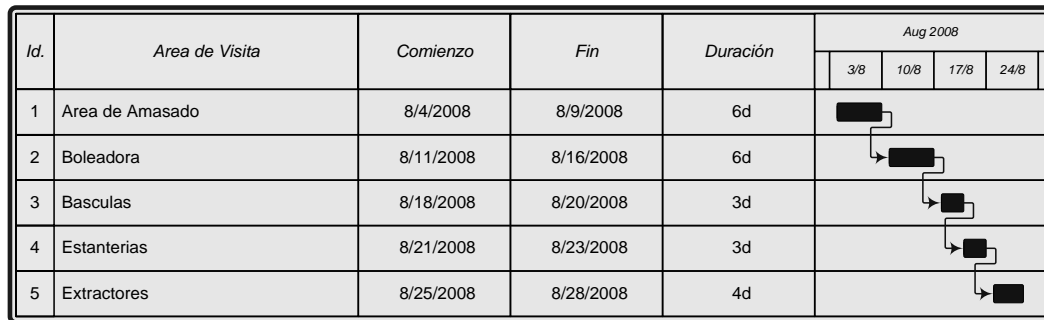 Id. Area de Visita Comienzo Fin Duración Aug 2008
3/8 10/8 17/8 24/8
1 Area de Amasado 8/4/2008 8/9/2008 6d
2 Boleadora 8/11/2008 8/16/2008 6d
3 Basculas 8/18/2008 8/20/2008 3d
4 Estanterias 8/21/2008 8/23/2008 3d
5 Extractores 8/25/2008 8/28/2008 4d